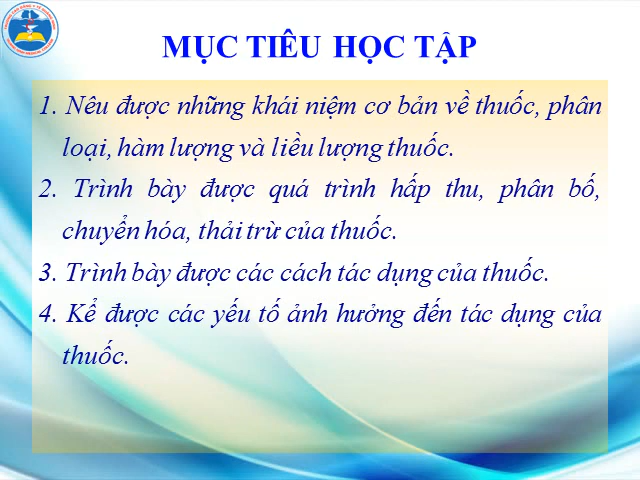 MỤC TIÊU HỌC TẬP
1. Nêu được những khái niệm cơ bản về thuốc, phân
loại, hàm lượng và liều lượng thuốc.
2. Trình bày được quá trình hấp thu, phân bố,
chuyển hóa, thải trừ của thuốc.
3. Trình bày được các cách tác dụng của thuốc.
4. Kể được các yếu tố ảnh hưởng đến tác dụng của
thuốc.